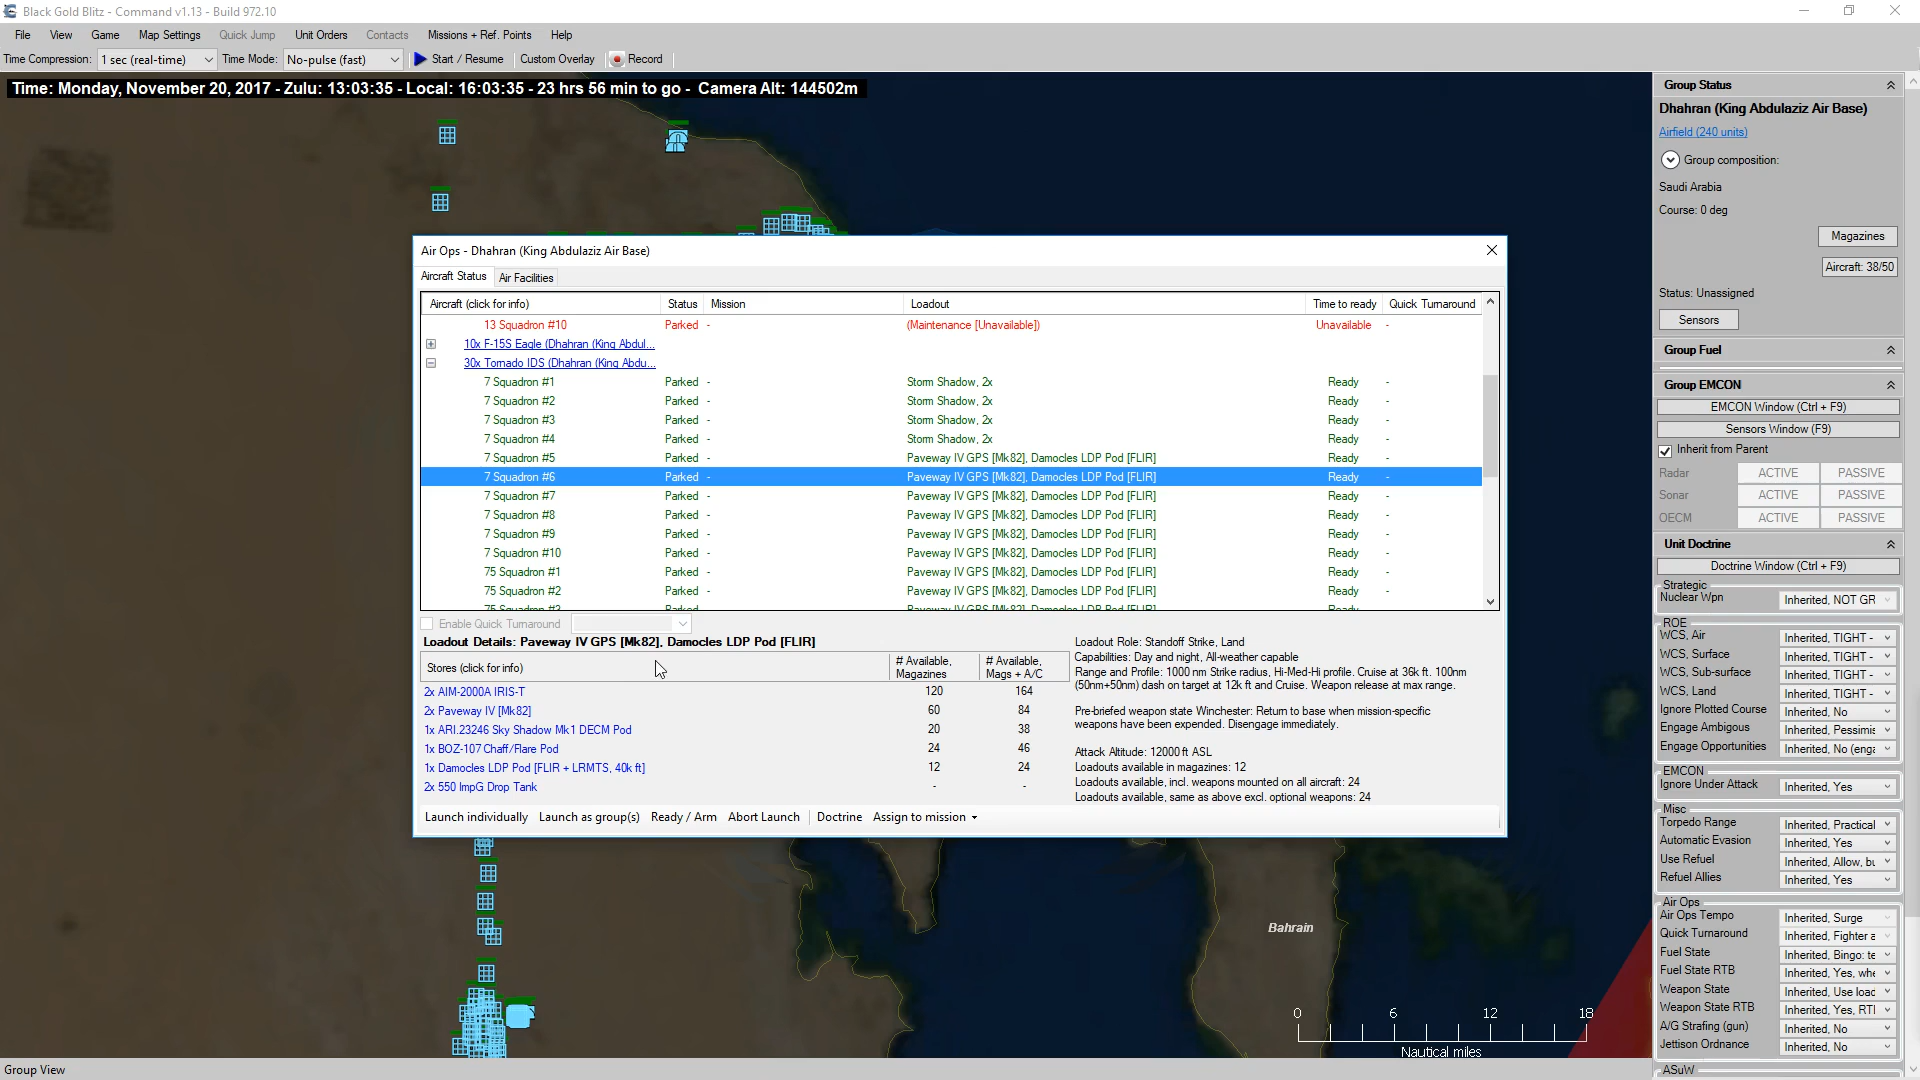 Black Gold Blitz - Command v1.13 - Build 972.10
File View Game Map Settings Quick Jump Unit Orders Contacts Missions + Ref. Points Help
Time Compression: 1 sec (real-time) Time Mode: No-pulse (fast) Start / Resume Custom Overlay Record
Time: Monday, November 20, 2017 - Zulu: 13:03:35 - Local: 16:03:35 - 23 hrs 56 min to go - Camera Alt: 144502m
Air Ops - Dhahran (King Abdulaziz Air Base)
Aircraft Status Air Facilities
Aircraft (click for info) Status Mission Loadout Time to ready Quick Turnaround
13 Squadron #10 Parked - (Maintenance [Unavailable]) Unavailable -
10x F-15S Eagle (Dhahran (King Abdul...
30x Tornado IDS (Dhahran (King Abdu...
7 Squadron #1 Parked - Storm Shadow, 2x Ready -
7 Squadron #2 Parked - Storm Shadow, 2x Ready -
7 Squadron #3 Parked - Storm Shadow, 2x Ready -
7 Squadron #4 Parked - Storm Shadow, 2x Ready -
7 Squadron #5 Parked - Paveway IV GPS [Mk82], Damocles LDP Pod [FLIR] Ready -
7 Squadron #6 Parked - Paveway IV GPS [Mk82], Damocles LDP Pod [FLIR] Ready -
7 Squadron #7 Parked - Paveway IV GPS [Mk82], Damocles LDP Pod [FLIR] Ready -
7 Squadron #8 Parked - Paveway IV GPS [Mk82], Damocles LDP Pod [FLIR] Ready -
7 Squadron #9 Parked - Paveway IV GPS [Mk82], Damocles LDP Pod [FLIR] Ready -
7 Squadron #10 Parked - Paveway IV GPS [Mk82], Damocles LDP Pod [FLIR] Ready -
75 Squadron #1 Parked - Paveway IV GPS [Mk82], Damocles LDP Pod [FLIR] Ready -
75 Squadron #2 Parked - Paveway IV GPS [Mk82], Damocles LDP Pod [FLIR] Ready -
75 Squadron #3 Parked Paveway IV GPS [Mk82], Damocles LDP Pod [FLIR] Ready
Enable Quick Turnaround
Loadout Details: Paveway IV GPS [Mk82], Damocles LDP Pod [FLIR]
Stores (click for info) # Available, Magazines # Available, Mags + A/C
2x AIM-2000A IRIS-T 120 164
2x Paveway IV [Mk82] 60 84
1x ARI.23246 Sky Shadow Mk1 DECM Pod 20 38
1x BOZ-107 Chaff/Flare Pod 24 46
1x Damocles LDP Pod [FLIR + LRMTS, 40k ft] 12 24
2x 550 ImpG Drop Tank - -
Loadout Role: Standoff Strike, Land
Capabilities: Day and night, All-weather capable
Range and Profile: 1000 nm Strike radius, Hi-Med-Hi profile. Cruise at 36k ft. 100nm
(50nm+50nm) dash on target at 12k ft and Cruise. Weapon release at max range.
Pre-briefed weapon state Winchester: Return to base when mission-specific
weapons have been expended. Disengage immediately.
Attack Altitude: 12000 ft ASL
Loadouts available in magazines: 12
Loadouts available, incl. weapons mounted on all aircraft: 24
Loadouts available, same as above excl. optional weapons: 24
Launch individually Launch as group(s) Ready / Arm Abort Launch Doctrine Assign to mission
Bahrain
0 6 12 18
Nautical miles
Group View
Group Status
Dhahran (King Abdulaziz Air Base)
Airfield (240 units)
Group composition:
Saudi Arabia
Course: 0 deg
Magazines
Aircraft: 38/50
Status: Unassigned
Sensors
Group Fuel
Group EMCON
EMCON Window (Ctrl + F9)
Sensors Window (F9)
Inherit from Parent
Radar ACTIVE PASSIVE
Sonar ACTIVE PASSIVE
OECM ACTIVE PASSIVE
Unit Doctrine
Doctrine Window (Ctrl + F9)
Strategic
Nuclear Wpn Inherited, NOT GR
ROE
WCS, Air Inherited, TIGHT -
WCS, Surface Inherited, TIGHT -
WCS, Sub-surface Inherited, TIGHT -
WCS, Land Inherited, TIGHT -
Ignore Plotted Course Inherited, No
Engage Ambiguous Inherited, Pessimis
Engage Opportunities Inherited, No (enga
EMCON
Ignore Under Attack Inherited, Yes
Misc
Torpedo Range Inherited, Practical
Automatic Evasion Inherited, Yes
Use Refuel Inherited, Allow, bu
Refuel Allies Inherited, Yes
Air Ops
Air Ops Tempo Inherited, Surge
Quick Turnaround Inherited, Fighter a
Fuel State Inherited, Bingo: te
Fuel State RTB Inherited, Yes, whe
Weapon State Inherited, Use load
Weapon State RTB Inherited, Yes, RTI
A/G Strafing (gun) Inherited, No
Jettison Ordnance Inherited, No
ASuW